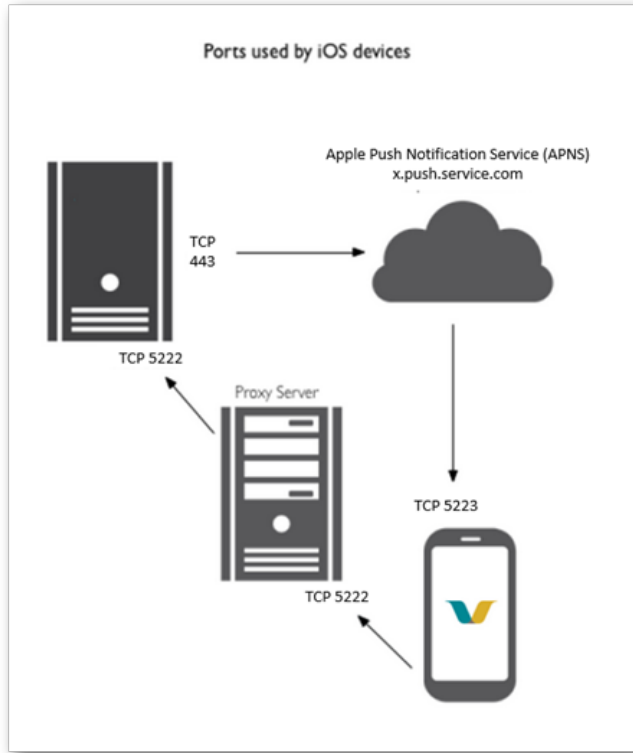 Ports used by iOS devices
Apple Push Notification Service (APNS)
x.push.service.com
TCP
443
TCP 5222
Proxy Server
TCP 5223
TCP 5222